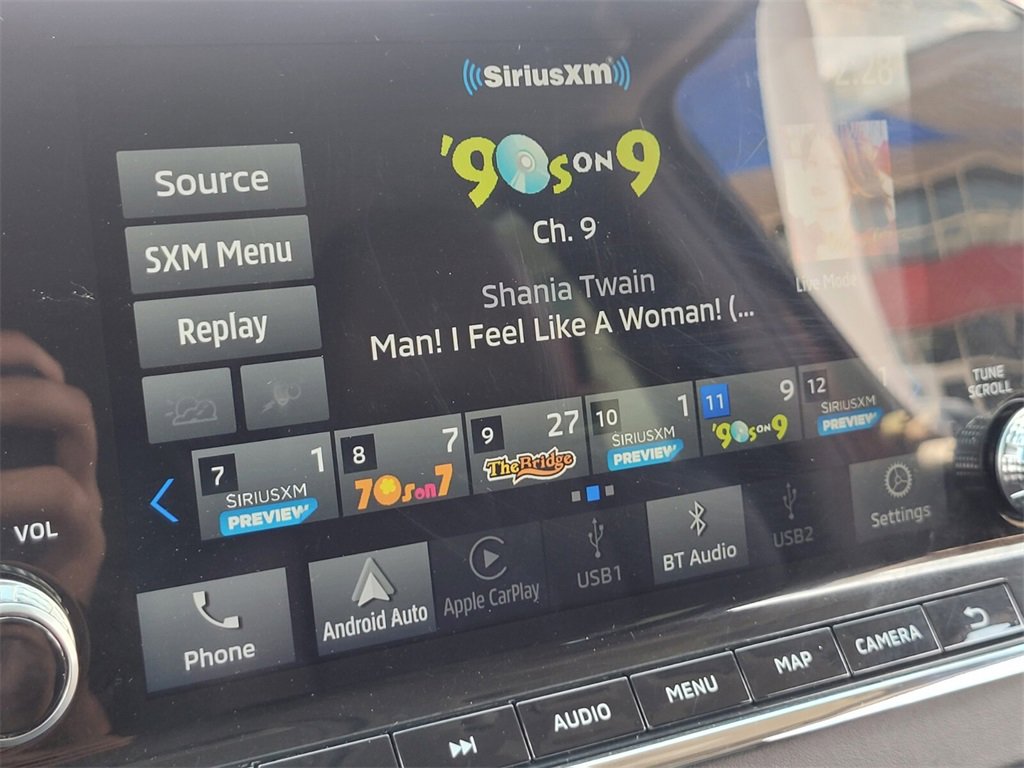 SiriusXM
'90s ON 9
Ch. 9
Source
SXM Menu
Replay
Shania Twain
Man! I Feel Like A Woman! (...
Live Mode
TUNE
SCROLL
7 1
SIRIUSXM
PREVIEW
8 7
70s on 7
9 27
The Bridge
10 1
SIRIUSXM
PREVIEW
11 9
'90s ON 9
12 1
SIRIUSXM
PREVIEW
VOL
Phone
Android Auto
Apple CarPlay
USB1
BT Audio
USB2
Settings
AUDIO
MENU
MAP
CAMERA